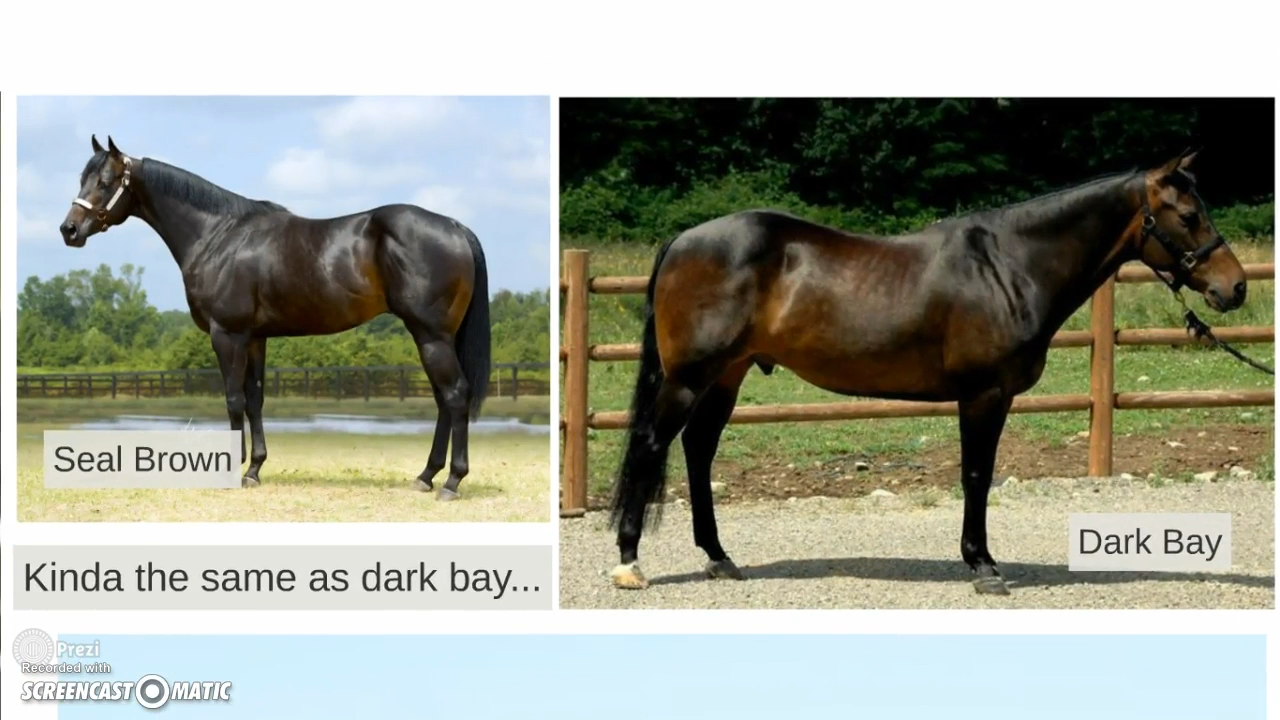 Seal Brown
Kinda the same as dark bay...
Dark Bay
Prezi
Recorded with
SCREENCAST MATIC